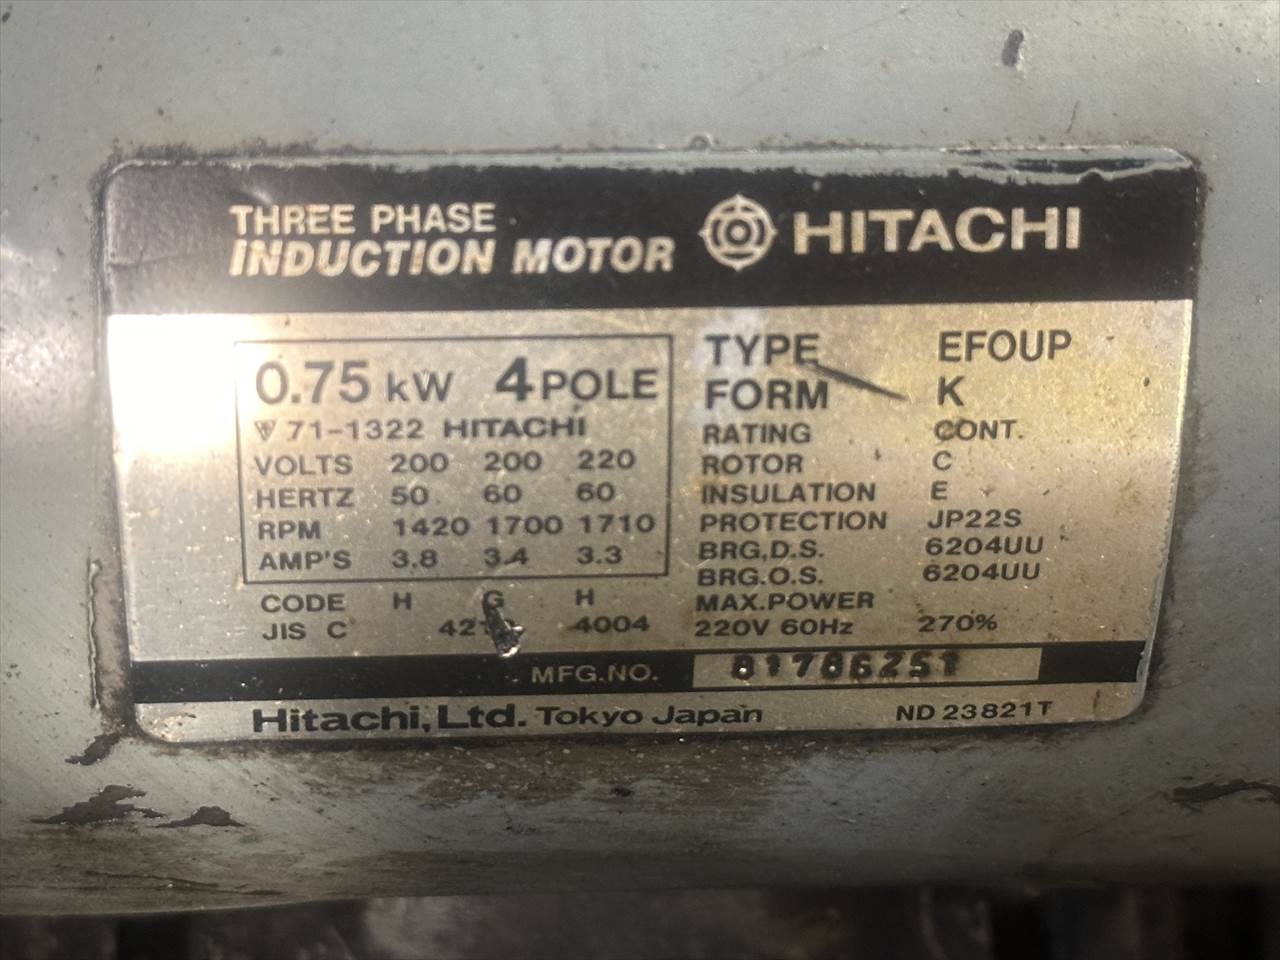 THREE PHASE
INDUCTION MOTOR
HITACHI
0.75 kW 4 POLE
71-1322 HITACHI
VOLTS 200 200 220
HERTZ 50 60 60
RPM 1420 1700 1710
AMP'S 3.8 3.4 3.3
CODE H G H
JIS C 4004
TYPE EFOUP
FORM K
RATING CONT.
ROTOR C
INSULATION E
PROTECTION JP22S
BRG.D.S. 6204UU
BRG.O.S. 6204UU
MAX.POWER
220V 60Hz 270%
MFG.NO.
Hitachi, Ltd. Tokyo Japan
ND 23821T